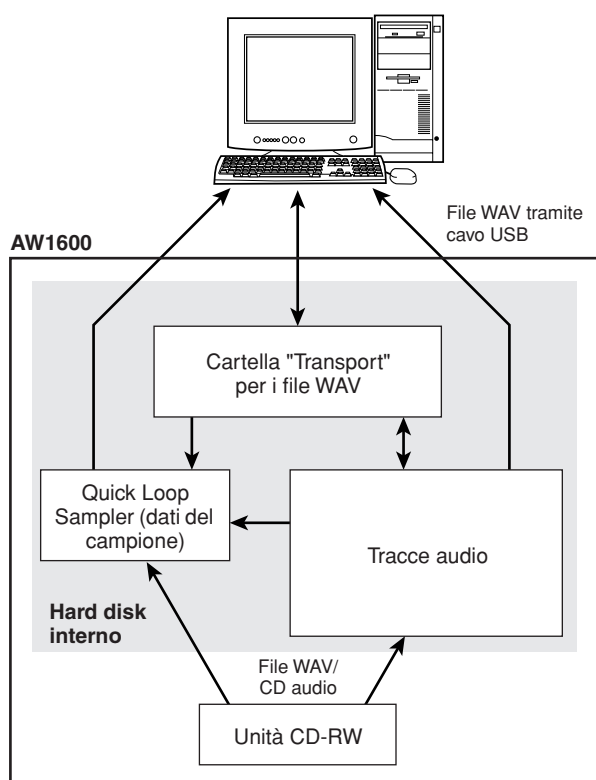 File WAV tramite
cavo USB
AW1600
Cartella "Transport"
per i file WAV
Quick Loop
Sampler (dati del
campione)
Tracce audio
Hard disk
interno
File WAV/
CD audio
Unità CD-RW